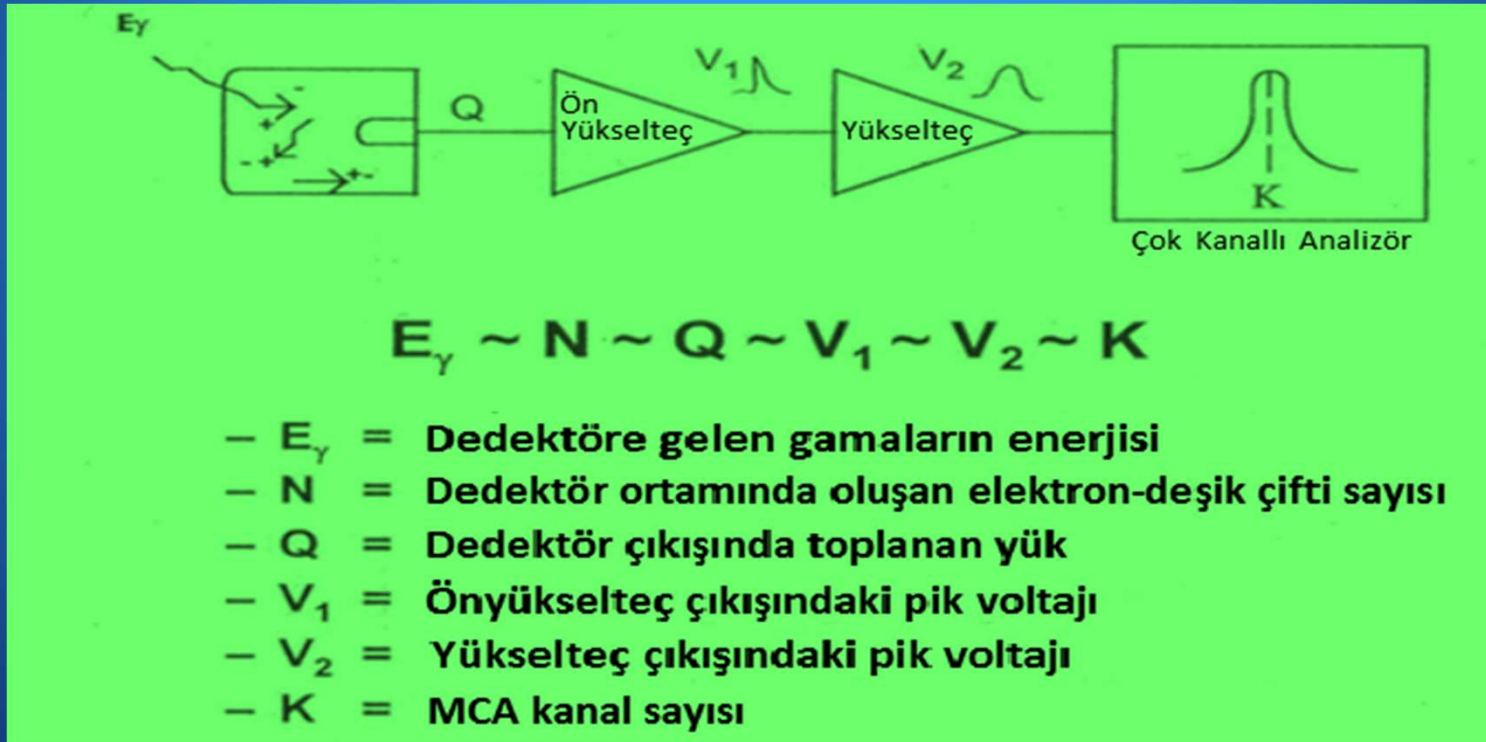 Eγ
Q
Ön
Yükselteç
V₁
Yükselteç
V₂
K
Çok Kanallı Analizör
Eγ ~ N ~ Q ~ V₁ ~ V₂ ~ K
– Eγ = Dedektöre gelen gamaların enerjisi
– N = Dedektör ortamında oluşan elektron-deşik çifti sayısı
– Q = Dedektör çıkışında toplanan yük
– V₁ = Önyükselteç çıkışındaki pik voltajı
– V₂ = Yükselteç çıkışındaki pik voltajı
– K = MCA kanal sayısı